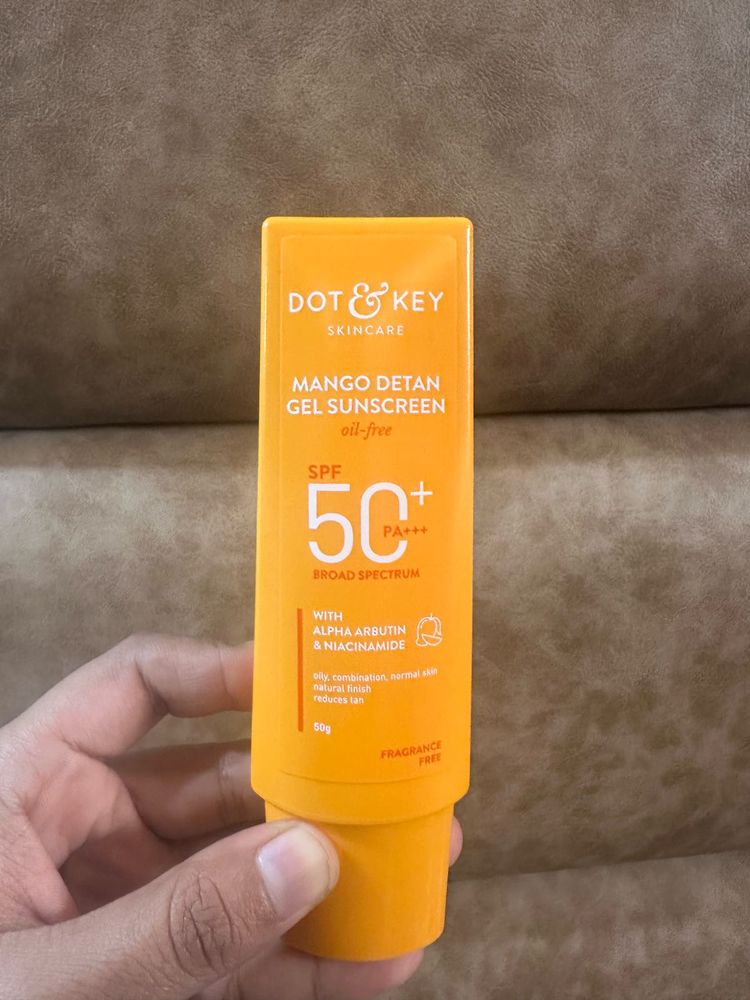 DOT & KEY
SKINCARE
MANGO DETAN
GEL SUNSCREEN
oil-free
SPF
50+
PA+++
BROAD SPECTRUM
WITH
ALPHA ARBUTIN
& NIACINAMIDE
oily, combination, normal skin
natural finish
reduces tan
50g
FRAGRANCE
FREE